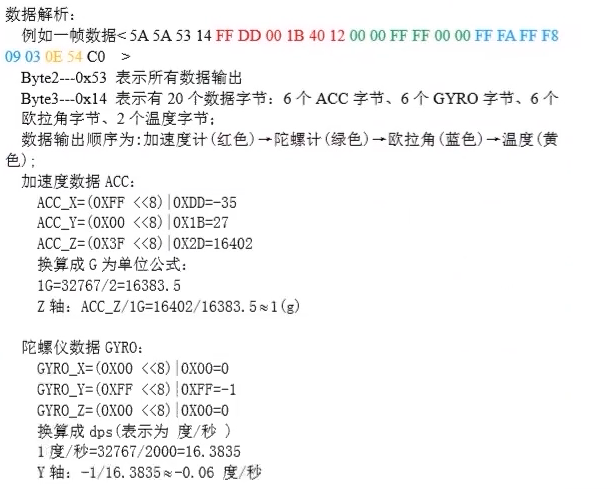 数据解析：
例如一帧数据< 5A 5A 53 14 FF DD 00 1B 40 12 00 00 FF FF 00 00 FF FA FF F8
09 03 0E 54 C0 >
Byte2---0x53 表示所有数据输出
Byte3---0x14 表示有 20 个数据字节：6 个 ACC 字节、6 个 GYRO 字节、6 个
欧拉角字节、2 个温度字节；
数据输出顺序为:加速度计(红色)→陀螺计(绿色)→欧拉角(蓝色)→温度(黄
色)；
加速度数据 ACC：
ACC_X=(0XFF <<8)|0XDD=-35
ACC_Y=(0X00 <<8)|0X1B=27
ACC_Z=(0X3F <<8)|0X2D=16402
换算成 G 为单位公式：
1G=32767/2=16383.5
Z 轴：ACC_Z/1G=16402/16383.5≈1(g)
陀螺仪数据 GYRO：
GYRO_X=(0X00 <<8)|0X00=0
GYRO_Y=(0XFF <<8)|0XFF=-1
GYRO_Z=(0X00 <<8)|0X00=0
换算成 dps(表示为 度/秒 )
1 度/秒=32767/2000=16.3835
Y 轴：-1/16.3835≈-0.06 度/秒